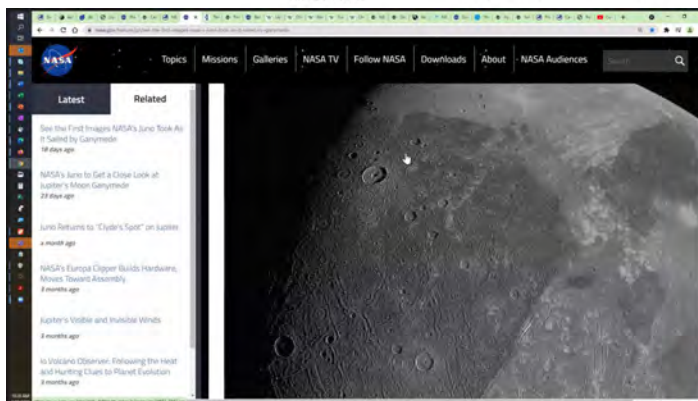 NASA
Topics
Missions
Galleries
NASA TV
Follow NASA
Downloads
About
NASA Audiences
Search
Latest
Related
See the First Images NASA's Juno Took As
It Sailed by Ganymede
18 days ago
NASA's Juno to Get a Close Look at
Jupiter's Moon Ganymede
23 days ago
Juno Returns to "Clyde's Spot" on Jupiter
a month ago
NASA's Europa Clipper Builds Hardware,
Moves Toward Assembly
3 months ago
Jupiter's Visible and Invisible Winds
3 months ago
Io Volcano Observer: Following the Heat
and Hunting Clues to Planet Evolution
3 months ago